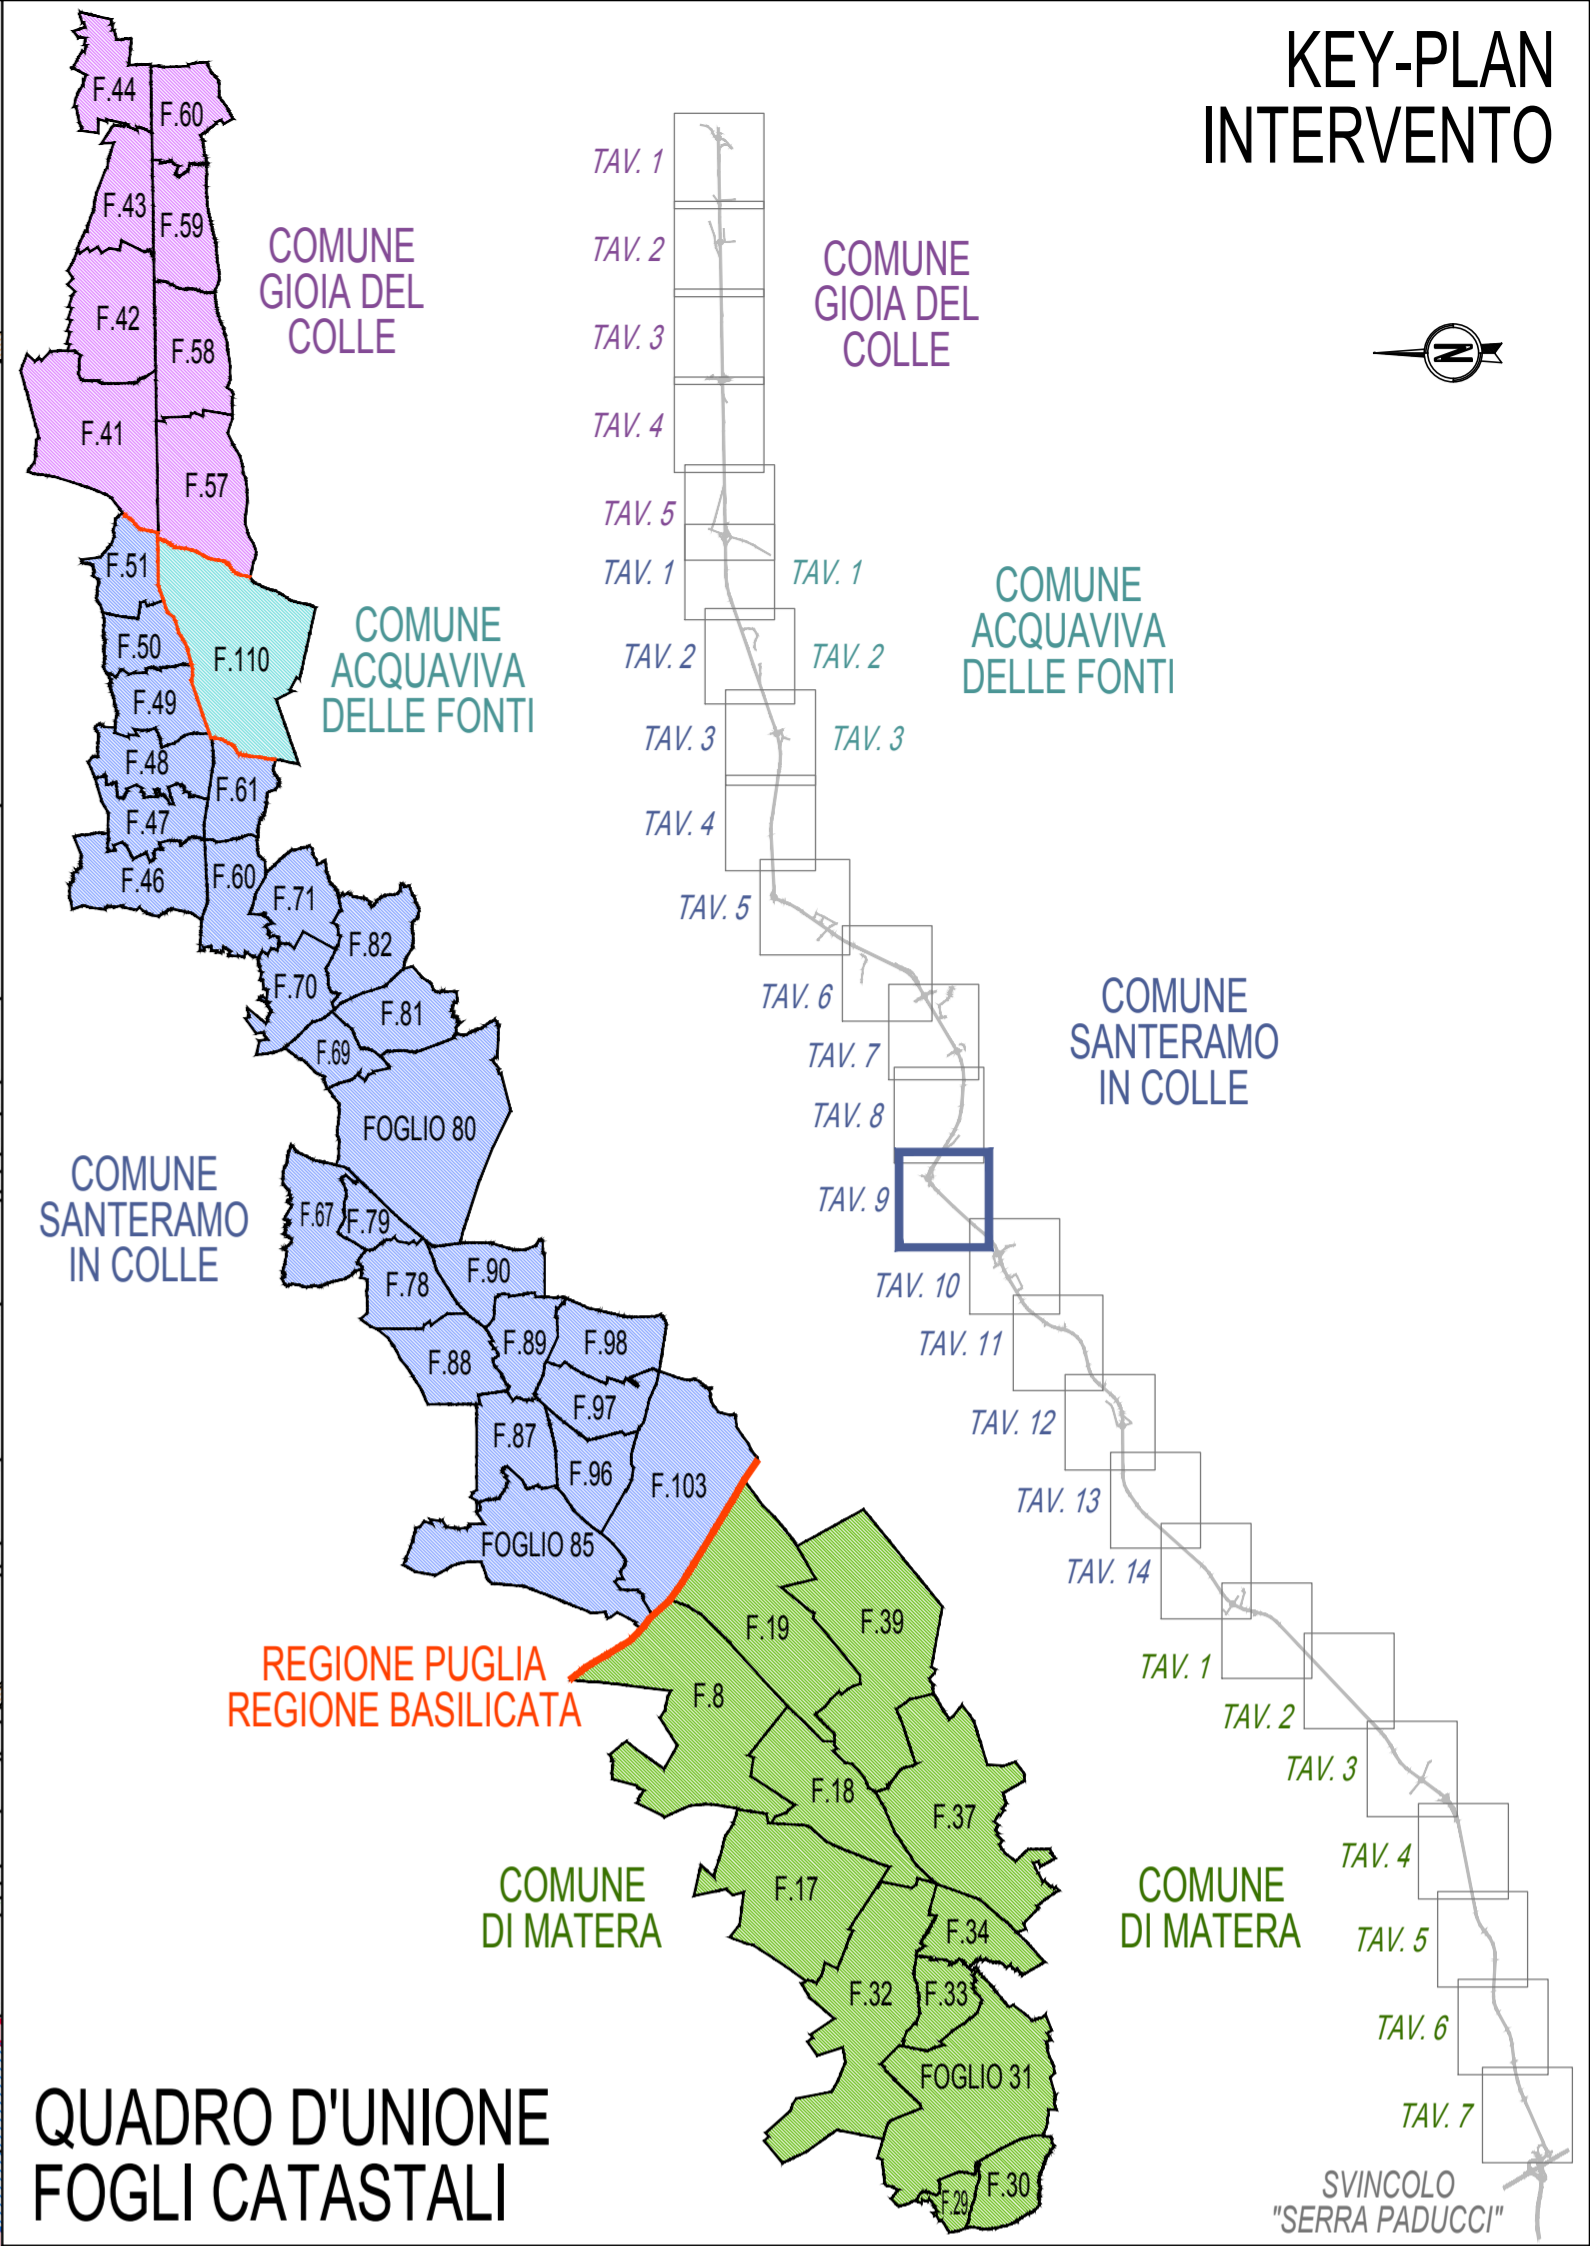 KEY-PLAN
INTERVENTO
F.44
F.60
F.43
F.59
F.42
F.58
F.41
F.57
COMUNE
GIOIA DEL
COLLE
F.51
F.50
F.110
F.49
F.48
F.61
F.47
F.46
F.60
COMUNE
ACQUAVIVA
DELLE FONTI
F.71
F.82
F.70
F.81
F.69
FOGLIO 80
F.67
F.79
F.78
F.90
F.89
F.98
F.88
F.97
F.87
F.96
F.103
FOGLIO 85
COMUNE
SANTERAMO
IN COLLE
REGIONE PUGLIA
REGIONE BASILICATA
F.19
F.39
F.8
F.18
F.37
F.17
F.34
F.32
F.33
FOGLIO 31
F.30
F.29
COMUNE
DI MATERA
QUADRO D'UNIONE
FOGLI CATASTALI
TAV. 1
TAV. 2
TAV. 3
TAV. 4
TAV. 5
COMUNE
GIOIA DEL
COLLE
N
TAV. 1
TAV. 1
TAV. 2
TAV. 2
TAV. 3
TAV. 3
COMUNE
ACQUAVIVA
DELLE FONTI
TAV. 4
TAV. 5
TAV. 6
TAV. 7
TAV. 8
TAV. 9
TAV. 10
TAV. 11
TAV. 12
TAV. 13
TAV. 14
COMUNE
SANTERAMO
IN COLLE
TAV. 1
TAV. 2
TAV. 3
TAV. 4
TAV. 5
TAV. 6
TAV. 7
COMUNE
DI MATERA
SVINCOLO
"SERRA PADUCCI"